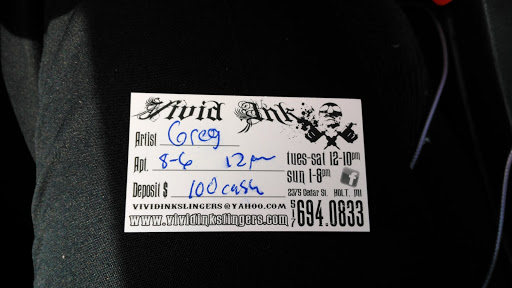 Vivid Ink
Artist Greg
Apt. 8-6 12pm
Deposit $ 100 cash
tues-sat 12-10pm
sun 1-8pm f
2379 Cedar St. HOLT, MI
517 694.0833
VIVIDINKSLINGERS@YAHOO.COM
www.vividinkslingers.com